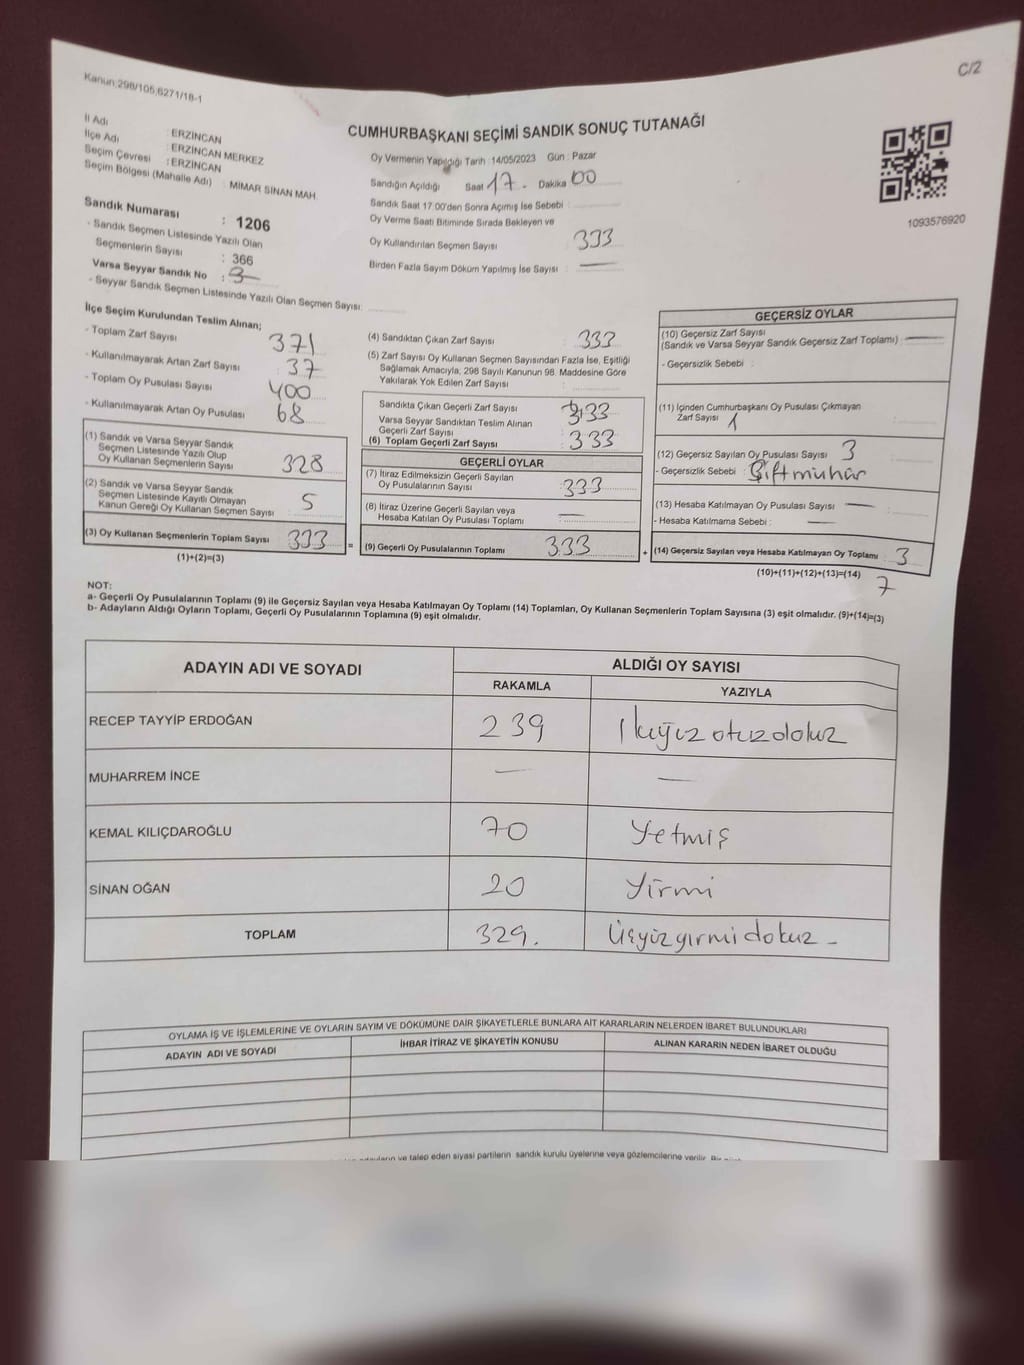 C/2
Kanun:298/105,6271/18-1
CUMHURBAŞKANI SEÇİMİ SANDIK SONUÇ TUTANAĞI
İl Adı : ERZİNCAN
İlçe Adı : ERZİNCAN MERKEZ
Seçim Çevresi : ERZİNCAN
Seçim Bölgesi (Mahalle Adı) : MİMAR SİNAN MAH.
Sandık Numarası : 1206
- Sandık Seçmen Listesinde Yazılı Olan
Seçmenlerin Sayısı : 366
Varsa Seyyar Sandık No :
- Seyyar Sandık Seçmen Listesinde Yazılı Olan Seçmen Sayısı:
Oy Vermenin Yapıldığı Tarih :14/05/2023 Gün : Pazar
Sandığın Açıldığı Saat 17 - Dakika 00
Sandık Saat 17:00'den Sonra Açımış İse Sebebi :
Oy Verme Saati Bitiminde Sırada Bekleyen ve
Oy Kullandırılan Seçmen Sayısı 333
Birden Fazla Sayım Döküm Yapılmış İse Sayısı : —
1093576920
İlçe Seçim Kurulundan Teslim Alınan;
- Toplam Zarf Sayısı : 371
- Kullanılmayarak Artan Zarf Sayısı : 37
- Toplam Oy Pusulası Sayısı : 400
- Kullanılmayarak Artan Oy Pusulası : 68
(1) Sandık ve Varsa Seyyar Sandık
Seçmen Listesinde Yazılı Olup
Oy Kullanan Seçmenlerin Sayısı 328
(2) Sandık ve Varsa Seyyar Sandık
Seçmen Listesinde Kayıtlı Olmayan
Kanun Gereği Oy Kullanan Seçmen Sayısı : 5
(3) Oy Kullanan Seçmenlerin Toplam Sayısı 333
(1)+(2)=(3)
(4) Sandıktan Çıkan Zarf Sayısı : 333
(5) Zarf Sayısı Oy Kullanan Seçmen Sayısından Fazla İse, Eşitliği
Sağlamak Amacıyla, 298 Sayılı Kanunun 98. Maddesine Göre
Yakılarak Yok Edilen Zarf Sayısı :
Sandıkta Çıkan Geçerli Zarf Sayısı : 333
Varsa Seyyar Sandıktan Teslim Alınan
Geçerli Zarf Sayısı
(6) Toplam Geçerli Zarf Sayısı : 333
GEÇERLİ OYLAR
(7) İtiraz Edilmeksizin Geçerli Sayılan
Oy Pusulalarının Sayısı : 333
(8) İtiraz Üzerine Geçerli Sayılan veya
Hesaba Katılan Oy Pusulası Toplamı : —
= (9) Geçerli Oy Pusulalarının Toplamı 333
GEÇERSİZ OYLAR
(10) Geçersiz Zarf Sayısı
(Sandık ve Varsa Seyyar Sandık Geçersiz Zarf Toplamı) : —
- Geçersizlik Sebebi :
(11) İçinden Cumhurbaşkanı Oy Pusulası Çıkmayan
Zarf Sayısı 1
(12) Geçersiz Sayılan Oy Pusulası Sayısı 3
- Geçersizlik Sebebi : Çiftmühür
(13) Hesaba Katılmayan Oy Pusulası Sayısı —
- Hesaba Katılmama Sebebi : —
+ (14) Geçersiz Sayılan veya Hesaba Katılmayan Oy Toplamı 3
(10)+(11)+(12)+(13)=(14)
7
NOT:
a- Geçerli Oy Pusulalarının Toplamı (9) ile Geçersiz Sayılan veya Hesaba Katılmayan Oy Toplamı (14) Toplamları, Oy Kullanan Seçmenlerin Toplam Sayısına (3) eşit olmalıdır. (9)+(14)=(3)
b- Adayların Aldığı Oyların Toplamı, Geçerli Oy Pusulalarının Toplamına (9) eşit olmalıdır.
ADAYIN ADI VE SOYADI ALDIĞI OY SAYISI
RAKAMLA YAZIYLA
RECEP TAYYİP ERDOĞAN 239 İkiyüzotuzdokuz
MUHARREM İNCE — —
KEMAL KILIÇDAROĞLU 70 Yetmiş
SİNAN OĞAN 20 Yirmi
TOPLAM 329. Üçyüzyirmidokuz -
OYLAMA İŞ VE İŞLEMLERİNE VE OYLARIN SAYIM VE DÖKÜMÜNE DAİR ŞİKAYETLERLE BUNLARA AİT KARARLARIN NELERDEN İBARET BULUNDUKLARI
ADAYIN ADI VE SOYADI İHBAR İTİRAZ VE ŞİKAYETİN KONUSU ALINAN KARARIN NEDEN İBARET OLDUĞU
ve talep eden siyasi partilerin sandık kurulu üyelerine veya gözlemcilerine verilir.